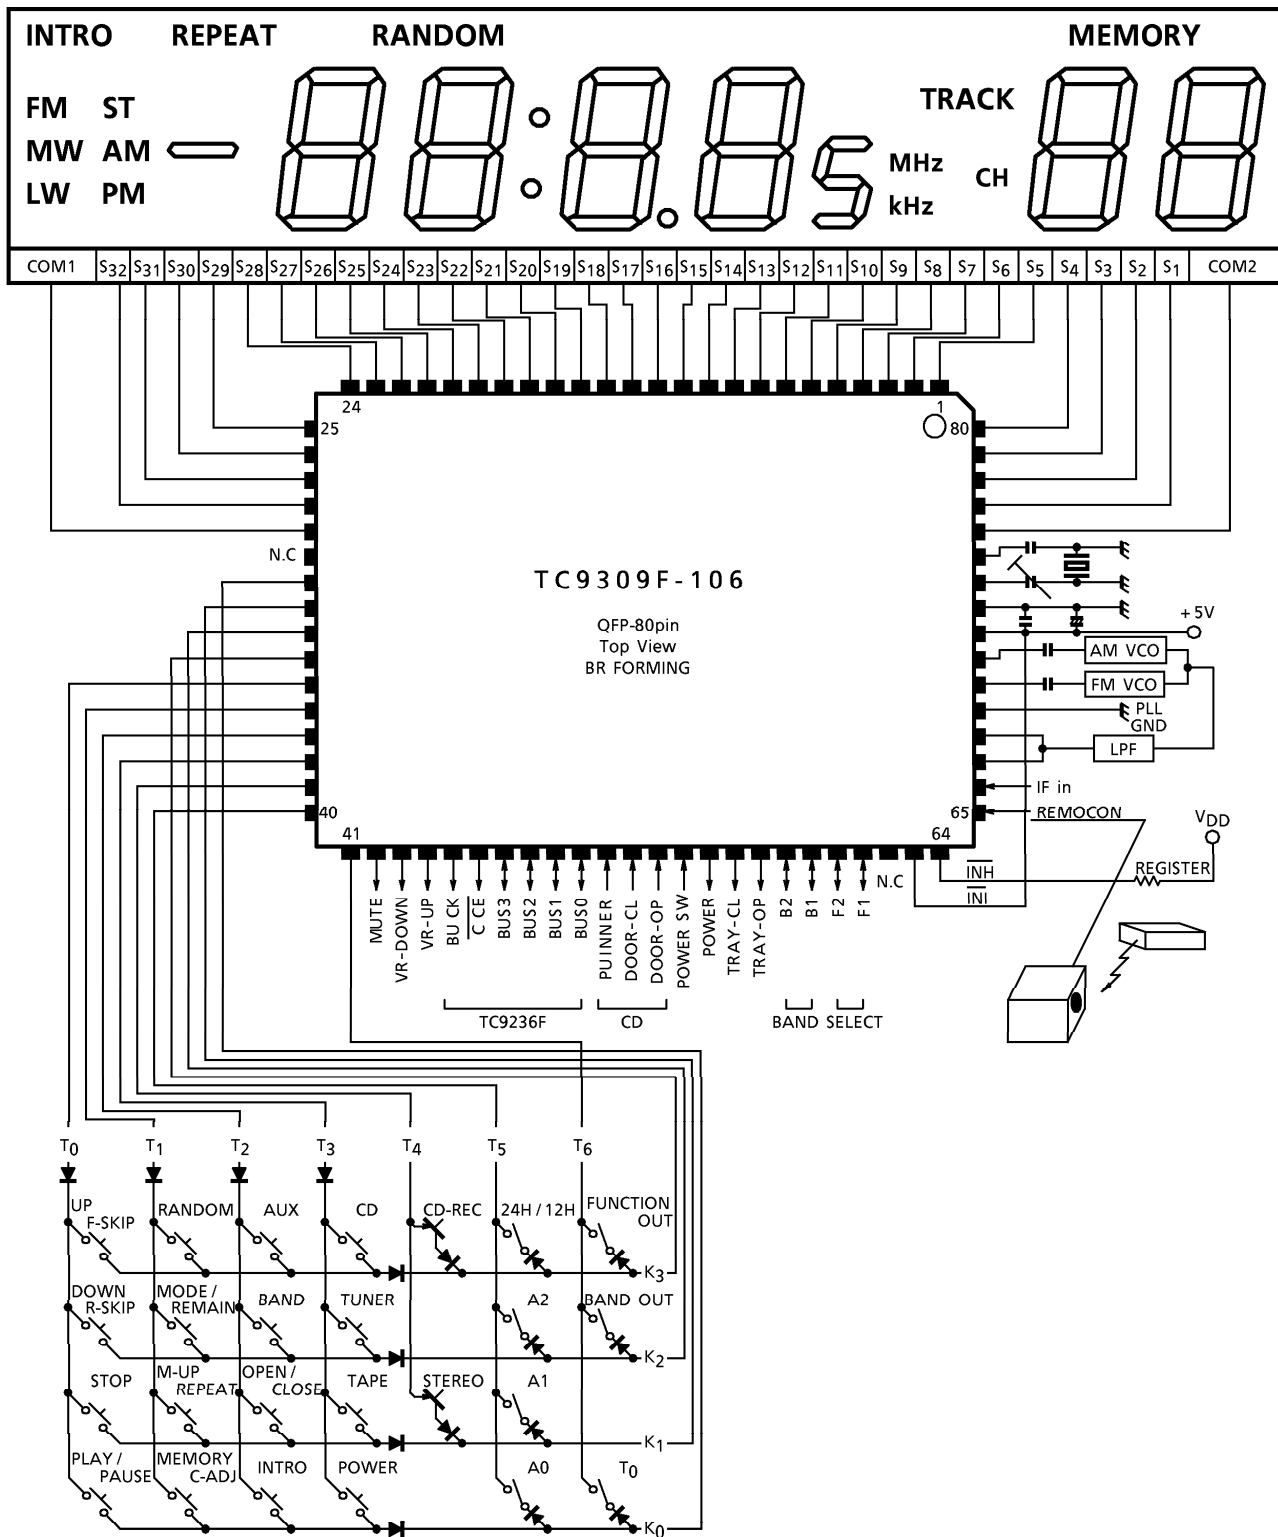 INTRO REPEAT RANDOM MEMORY
FM ST TRACK
MW AM MHz CH
LW PM kHz
COM1 S32 S31 S30 S29 S28 S27 S26 S25 S24 S23 S22 S21 S20 S19 S18 S17 S16 S15 S14 S13 S12 S11 S10 S9 S8 S7 S6 S5 S4 S3 S2 S1 COM2
24 1
25 80
N.C
TC9309F-106
QFP-80pin
Top View
BR FORMING
+5V
AM VCO
FM VCO
PLL
GND
LPF
IF in
40 65 REMOCON
41 64
VDD
N.C
INH REGISTER
INI
MUTE
VR-DOWN
VR-UP
BU CK
C CE
BUS3
BUS2
BUS1
BUS0
PUINNER
DOOR-CL
DOOR-OP
POWER SW
POWER
TRAY-CL
TRAY-OP
B2
B1
F2
F1
TC9236F CD BAND SELECT
T0 T1 T2 T3 T4 T5 T6
UP RANDOM AUX CD CD-REC 24H / 12H FUNCTION
F-SKIP OUT
K3
DOWN MODE / BAND TUNER A2 BAND OUT
R-SKIP REMAIN
K2
STOP M-UP OPEN / TAPE STEREO A1
REPEAT CLOSE
K1
PLAY / MEMORY INTRO POWER A0 T0
PAUSE C-ADJ
K0